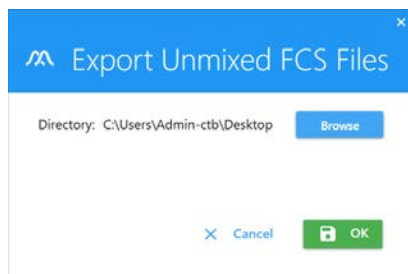 Export Unmixed FCS Files
Directory: C:\Users\Admin-ctb\Desktop Browse
Cancel OK